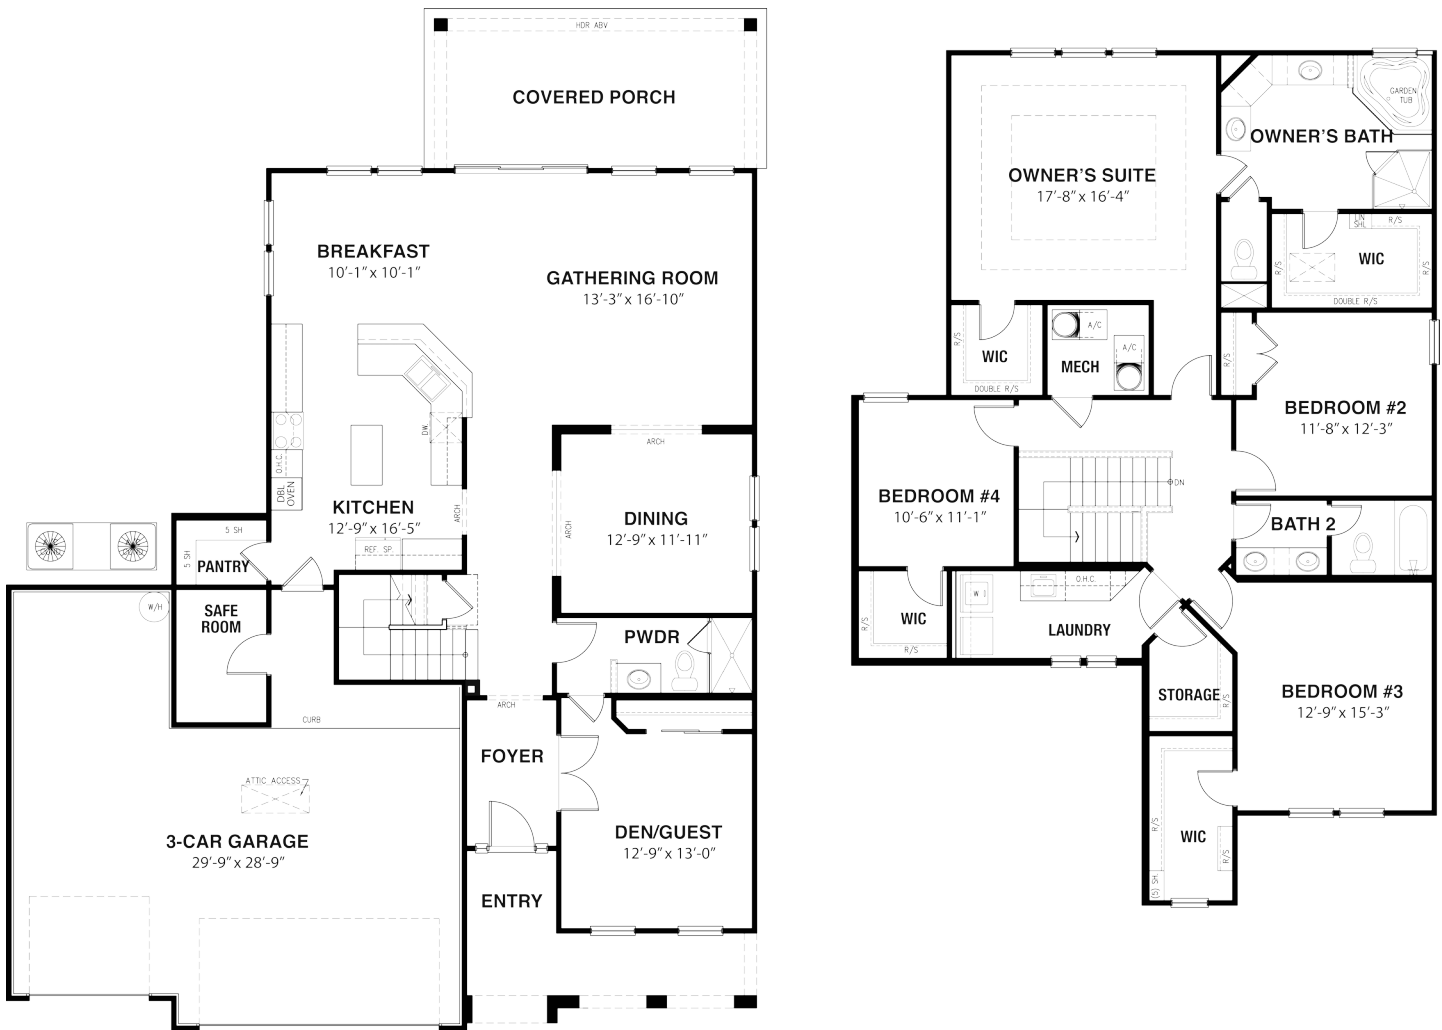 HDR ABV
COVERED PORCH
BREAKFAST
10'-1" x 10'-1"
GATHERING ROOM
13'-3" x 16'-10"
ARCH
DW.
O.H.C.
DBL
OVEN
KITCHEN
12'-9" x 16'-5"
ARCH
REF. SP.
ARCH
DINING
12'-9" x 11'-11"
5 SH
5 SH
PANTRY
W/H
SAFE
ROOM
PWDR
CURB
ARCH
FOYER
ATTIC ACCESS
3-CAR GARAGE
29'-9" x 28'-9"
DEN/GUEST
12'-9" x 13'-0"
ENTRY
GARDEN
TUB
OWNER'S BATH
OWNER'S SUITE
17'-8" x 16'-4"
LIN
SHL
R/S
R/S
WIC
R/S
DOUBLE R/S
R/S
WIC
DOUBLE R/S
A/C
A/C
MECH
R/S
BEDROOM #2
11'-8" x 12'-3"
DN
BEDROOM #4
10'-6" x 11'-1"
BATH 2
R/S
WIC
R/S
W
O.H.C.
LAUNDRY
STORAGE
R/S
BEDROOM #3
12'-9" x 15'-3"
R/S
WIC
R/S
(5) SH.